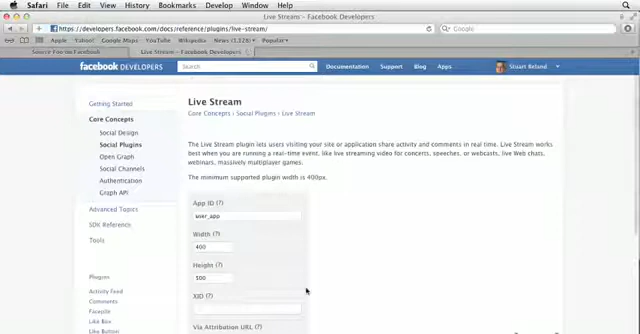 Safari File Edit View History Bookmarks Develop Window Help
Live Stream – Facebook Developers
https://developers.facebook.com/docs/reference/plugins/live-stream/
Google
Apple Yahoo! Google Maps YouTube Wikipedia News (1328) Popular
Live Stream – Facebook Developers
facebook DEVELOPERS Search Documentation Support Blog Apps
Getting Started
Core Concepts
Social Design
Social Plugins
Open Graph
Social Channels
Authentication
Graph API
Advanced Topics
SDK Reference
Tools
Plugins
Activity Feed
Comments
Facepile
Like Box
Like Button
Live Stream
Core Concepts › Social Plugins › Live Stream
The Live Stream plugin lets users visiting your site or application share activity and comments in real time. Live Stream works
best when you are running a real-time event, like live streaming video for concerts, speeches, or webcasts, live Web chats,
webinars, massively multiplayer games.
The minimum supported plugin width is 400px.
App ID (?)
Width (?)
400
Height (?)
500
XID (?)
Via Attribution URL (?)